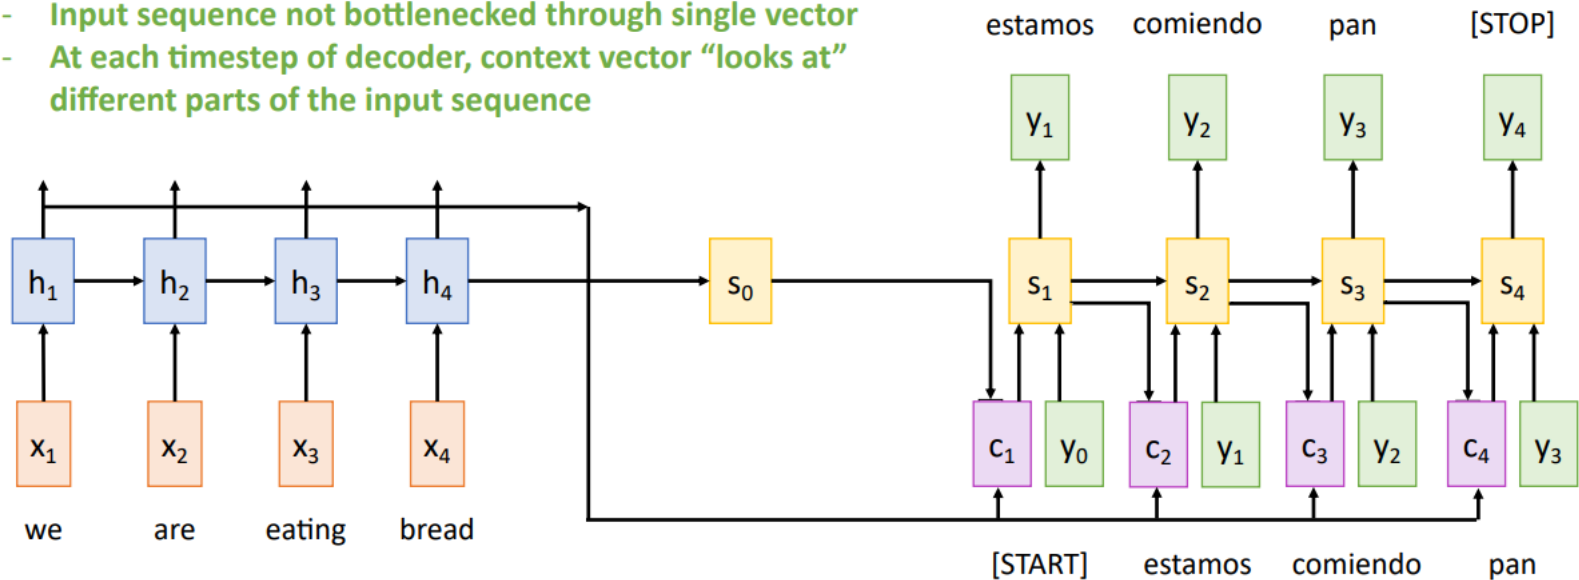 - Input sequence not bottlenecked through single vector
- At each timestep of decoder, context vector “looks at”
different parts of the input sequence
estamos comiendo pan [STOP]
y₁ y₂ y₃ y₄
h₁ h₂ h₃ h₄ s₀ s₁ s₂ s₃ s₄
x₁ x₂ x₃ x₄ c₁ y₀ c₂ y₁ c₃ y₂ c₄ y₃
we are eating bread
[START] estamos comiendo pan